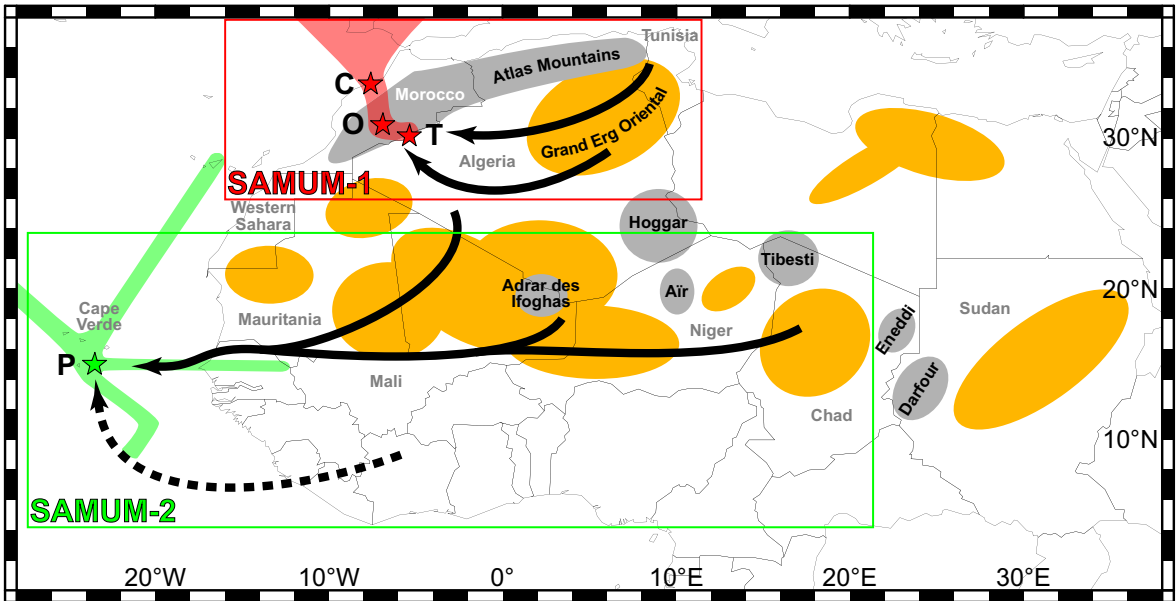 Tunisia
Atlas Mountains
C
Morocco
O
T
Grand Erg Oriental
30°N
Algeria
SAMUM-1
Western
Sahara
Hoggar
Tibesti
Adrar des
Ifoghas
Aïr
20°N
Cape
Verde
Mauritania
Niger
Eneddi
Sudan
P
Mali
Darfour
Chad
10°N
SAMUM-2
20°W
10°W
0°
10°E
20°E
30°E